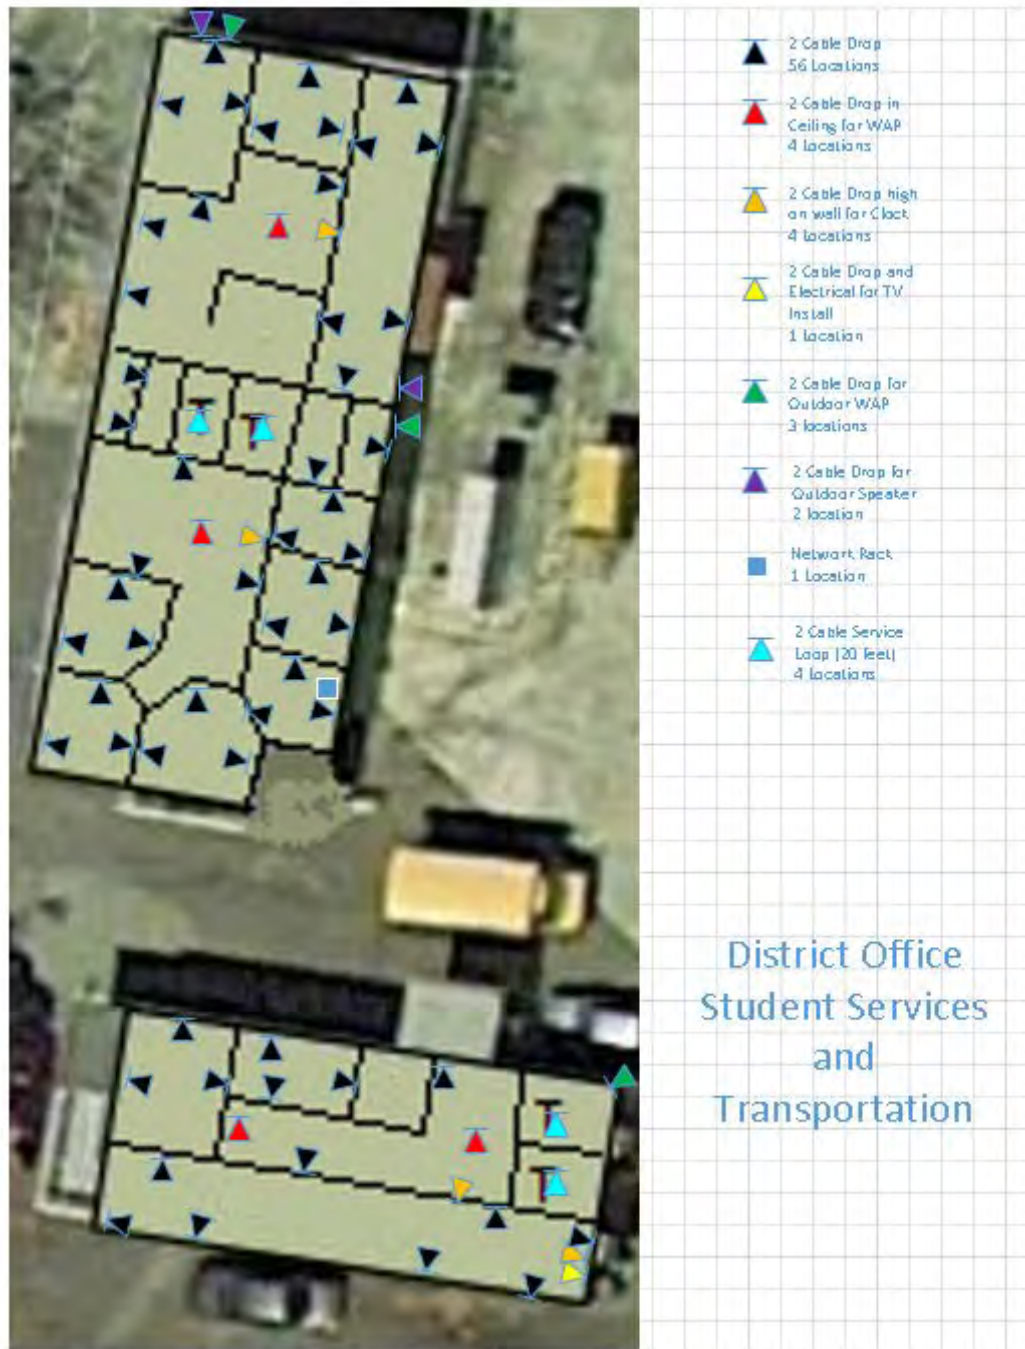 2 Cable Drop
56 Locations
2 Cable Drop in
Ceiling for WAP
4 Locations
2 Cable Drop high
on wall for Clock
4 Locations
2 Cable Drop and
Electrical for TV
Install
1 Location
2 Cable Drop for
Outdoor WAP
3 locations
2 Cable Drop for
Outdoor Speaker
2 location
Network Rack
1 Location
2 Cable Service
Loop (20 feet)
4 Locations
District Office
Student Services
and
Transportation